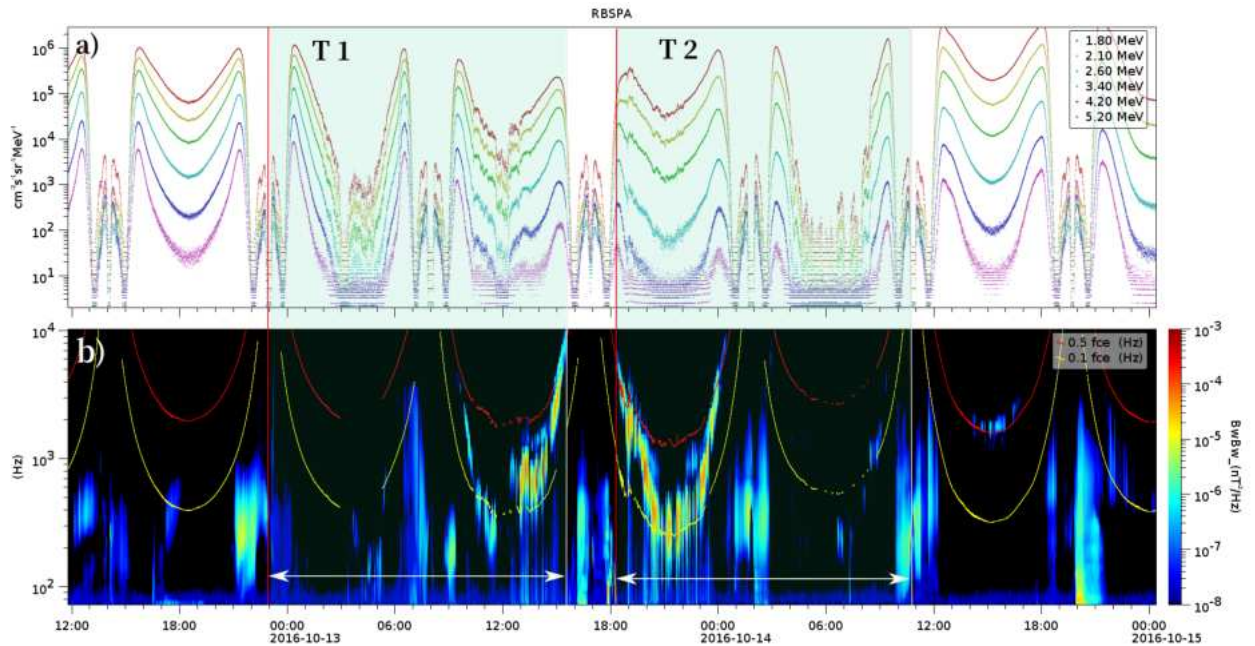 RBSPA
a)
T 1
T 2
10⁶
10⁵
10⁴
10³
10²
10¹
cm⁻²s⁻¹sr⁻¹MeV⁻¹
1.80 MeV
2.10 MeV
2.60 MeV
3.40 MeV
4.20 MeV
5.20 MeV
b)
10⁴
10³
10²
(Hz)
0.5 fce (Hz)
0.1 fce (Hz)
10⁻³
10⁻⁴
10⁻⁵
10⁻⁶
10⁻⁷
10⁻⁸
BwBw_(nT²/Hz)
12:00 18:00 00:00 06:00 12:00 18:00 00:00 06:00 12:00 18:00 00:00
2016-10-13 2016-10-14 2016-10-15